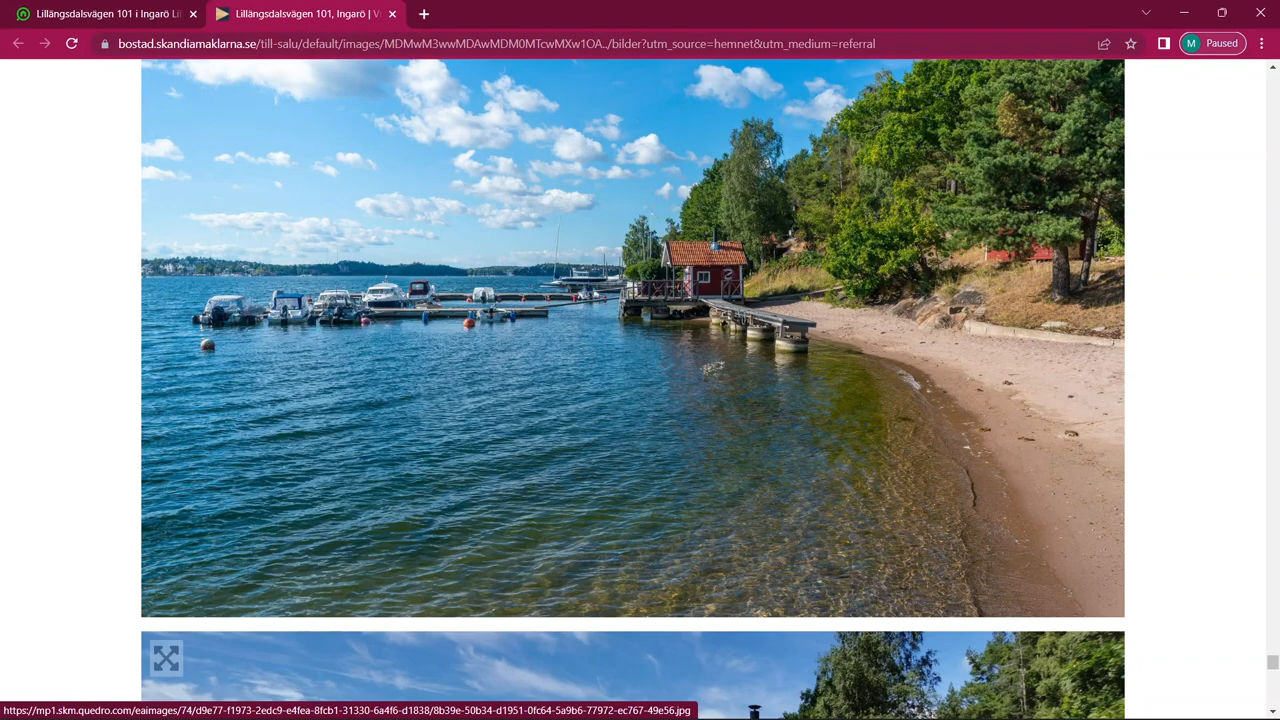 Lillängsdalsvägen 101 i Ingarö Lil
Lillängsdalsvägen 101, Ingarö | V
bostad.skandiamaklarna.se/till-salu/default/images/MDMwM3wwMDAwMDM0MTcwMXw1OA../bilder?utm_source=hemnet&utm_medium=referral
M Paused
https://mp1.skm.quedro.com/eaimages/74/d9e77-f1973-2edc9-e4fea-8fcb1-31330-6a4f6-d1838/8b39e-50b34-d1951-0fc64-5a9b6-77972-ec767-49e56.jpg